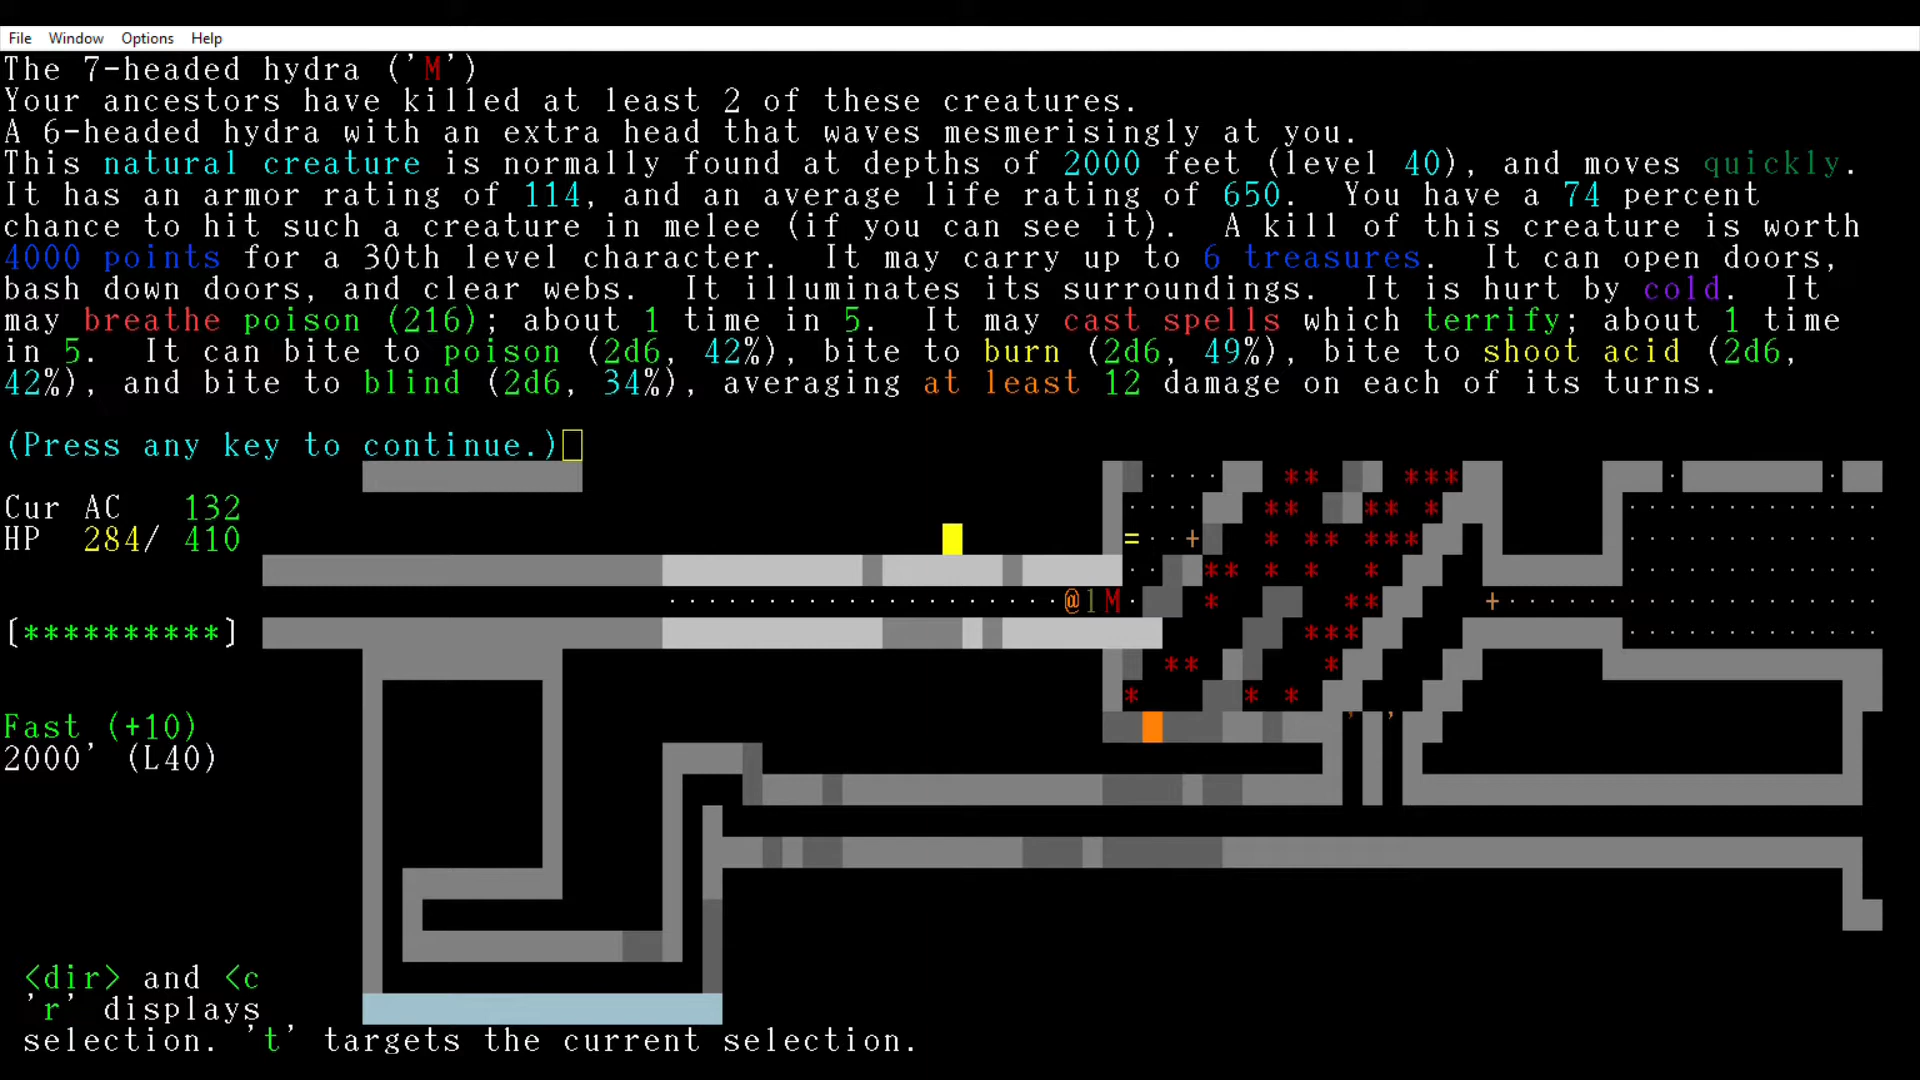 File Window Options Help
The 7-headed hydra ('M')
Your ancestors have killed at least 2 of these creatures.
A 6-headed hydra with an extra head that waves mesmerisingly at you.
This natural creature is normally found at depths of 2000 feet (level 40), and moves quickly.
It has an armor rating of 114, and an average life rating of 650.  You have a 74 percent
chance to hit such a creature in melee (if you can see it).  A kill of this creature is worth
4000 points for a 30th level character.  It may carry up to 6 treasures.  It can open doors,
bash down doors, and clear webs.  It illuminates its surroundings.  It is hurt by cold.  It
may breathe poison (216); about 1 time in 5.  It may cast spells which terrify; about 1 time
in 5.  It can bite to poison (2d6, 42%), bite to burn (2d6, 49%), bite to shoot acid (2d6,
42%), and bite to blind (2d6, 34%), averaging at least 12 damage on each of its turns.
(Press any key to continue.)
Cur AC 132
HP 284/ 410
@lM
[**********]
Fast (+10)
2000' (L40)
<dir> and <c
'r' displays
selection. 't' targets the current selection.